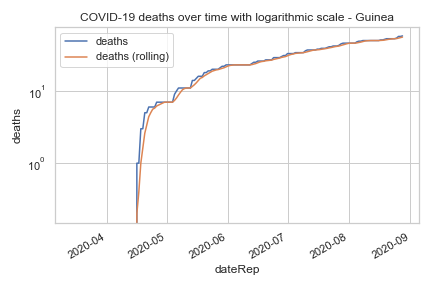 COVID-19 deaths over time with logarithmic scale - Guinea
deaths
deaths (rolling)
10¹
10⁰
deaths
2020-04
2020-05
2020-06
2020-07
2020-08
2020-09
dateRep